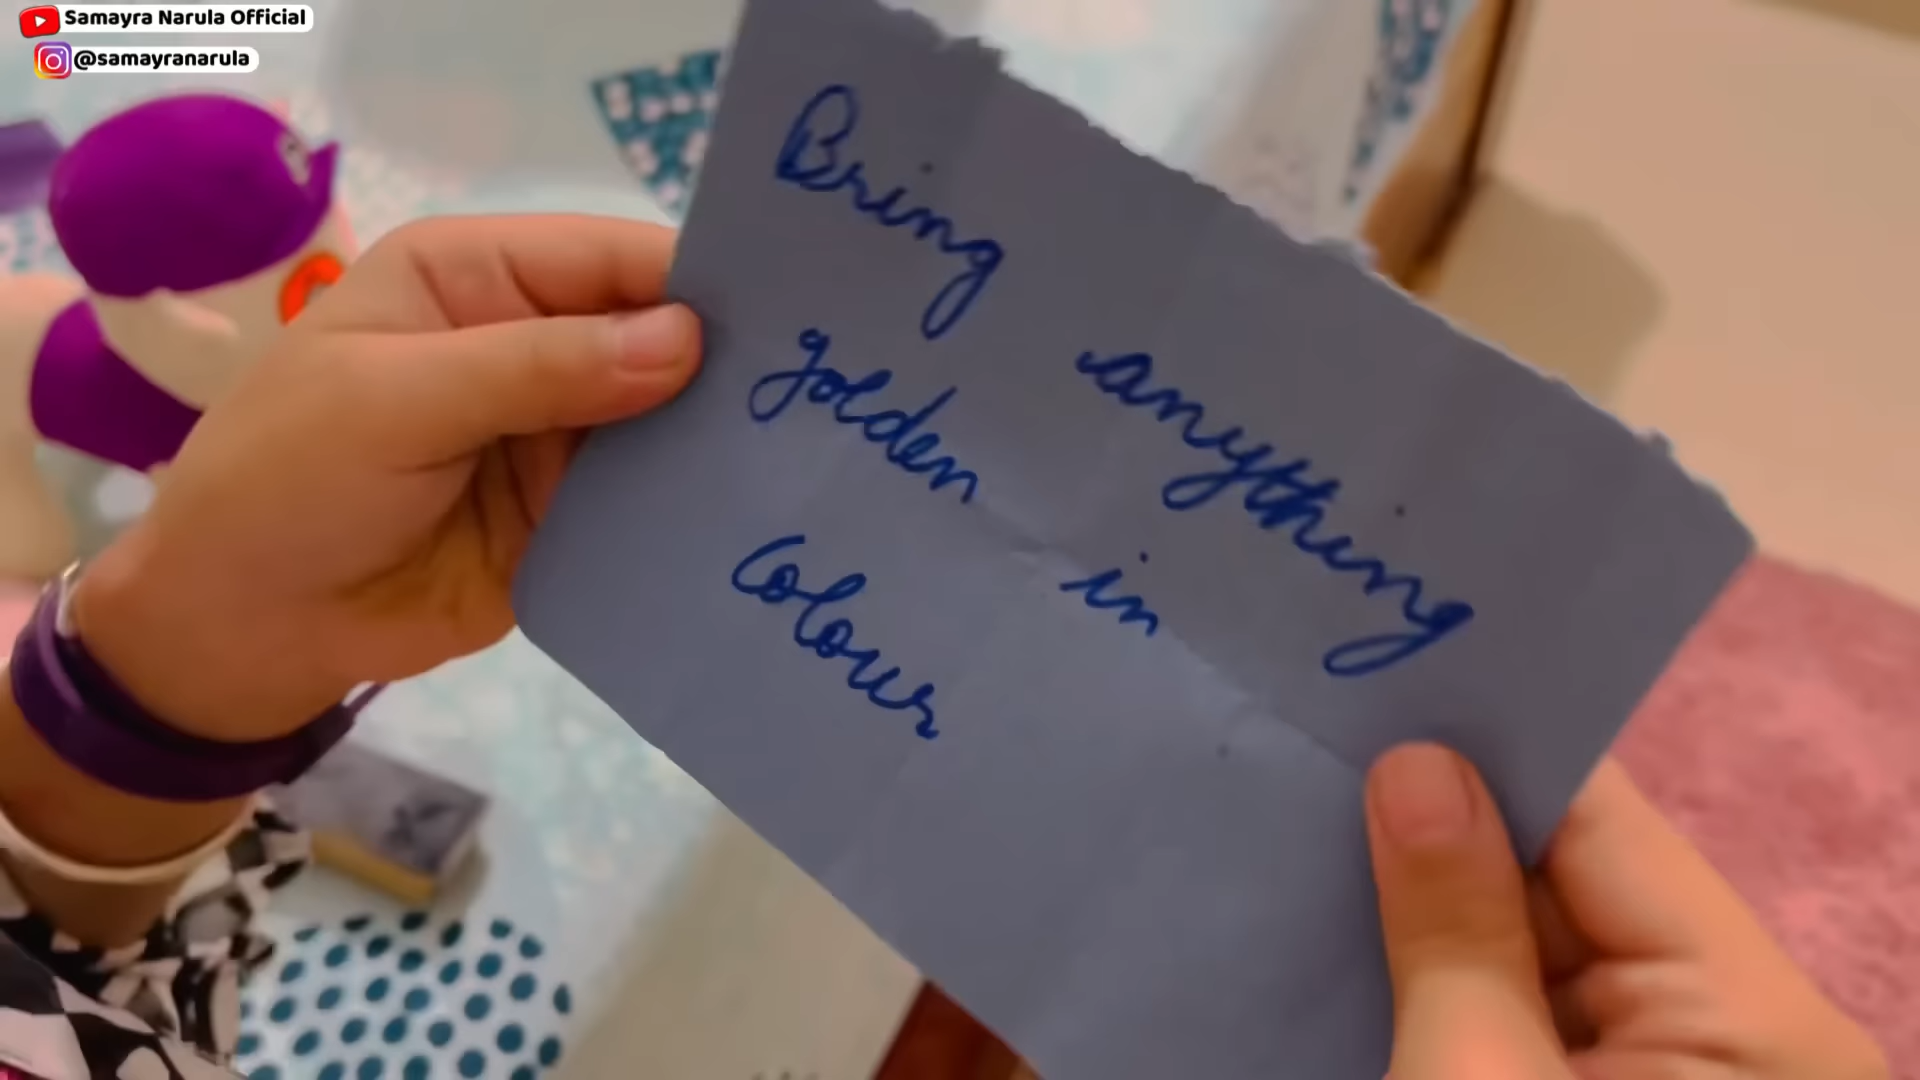 Samayra Narula Official
@samayranarula
Bring anything
golden in
Colour